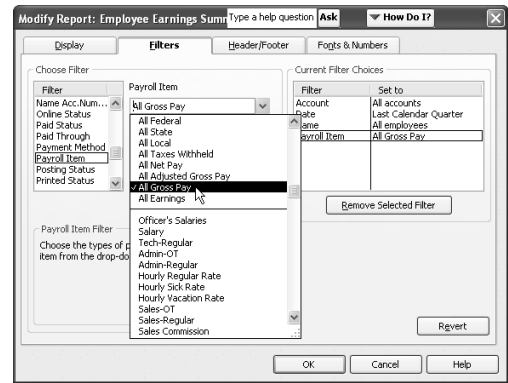 Modify Report: Employee Earnings Summ
Type a help question Ask How Do I?
Display Filters Header/Footer Fonts & Numbers
Choose Filter
Filter
Name Acc.Num...
Online Status
Paid Status
Paid Through
Payment Method
Payroll Item
Posting Status
Printed Status
Payroll Item
All Gross Pay
All Federal
All State
All Local
All Taxes Withheld
All Net Pay
All Adjusted Gross Pay
All Gross Pay
All Earnings
Officer's Salaries
Salary
Tech-Regular
Admin-OT
Admin-Regular
Hourly Regular Rate
Hourly Sick Rate
Hourly Vacation Rate
Sales-OT
Sales-Regular
Sales Commission
Payroll Item Filter
Choose the types of p
item from the drop-do
Current Filter Choices
Filter Set to
Account All accounts
Date Last Calendar Quarter
ame All employees
ayroll Item All Gross Pay
Remove Selected Filter
Revert
OK Cancel Help